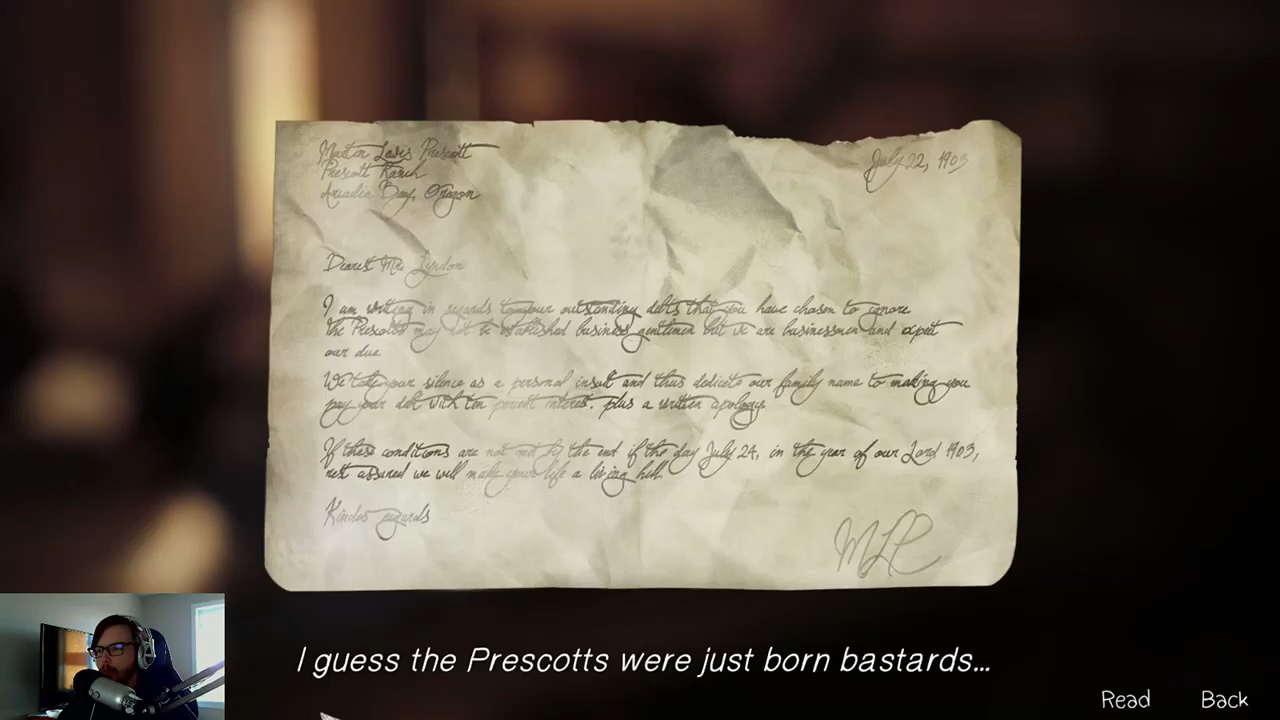 Martin Lewis Prescott
July 22, 1903
Prescott Ranch
Arcadia Bay, Oregon
Dearest Mr. Lyndon
I am writing in regards to your outstanding debts that you have chosen to ignore
the Prescotts may not be established business gentlemen but we are businessmen and expect
our due.
We take your silence as a personal insult and thus dedicate our family name to making you
pay your debt with ten percent interest, plus a written apology.
If these conditions are not met by the end if the day July 24, in the year of our Lord 1903,
rest assured we will make your life a living hell.
Kindes regards
MLP
I guess the Prescotts were just born bastards...
Read Back